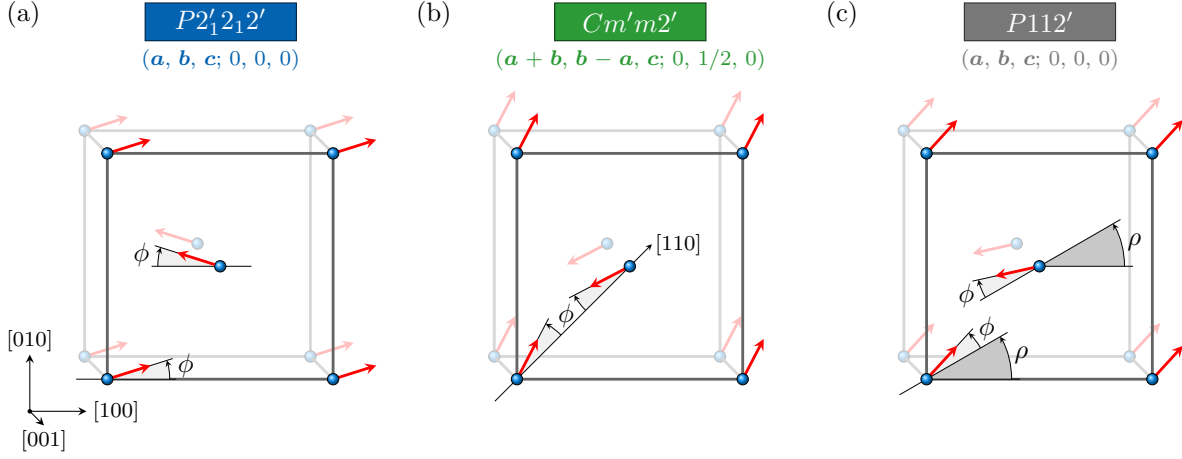 (a)
P2′₁2₁2′
(a, b, c; 0, 0, 0)
(b)
Cm′m2′
(a + b, b − a, c; 0, 1/2, 0)
(c)
P112′
(a, b, c; 0, 0, 0)
ϕ
ϕ
[010]
[100]
[001]
[110]
ϕ
ρ
ϕ
ϕ
ρ